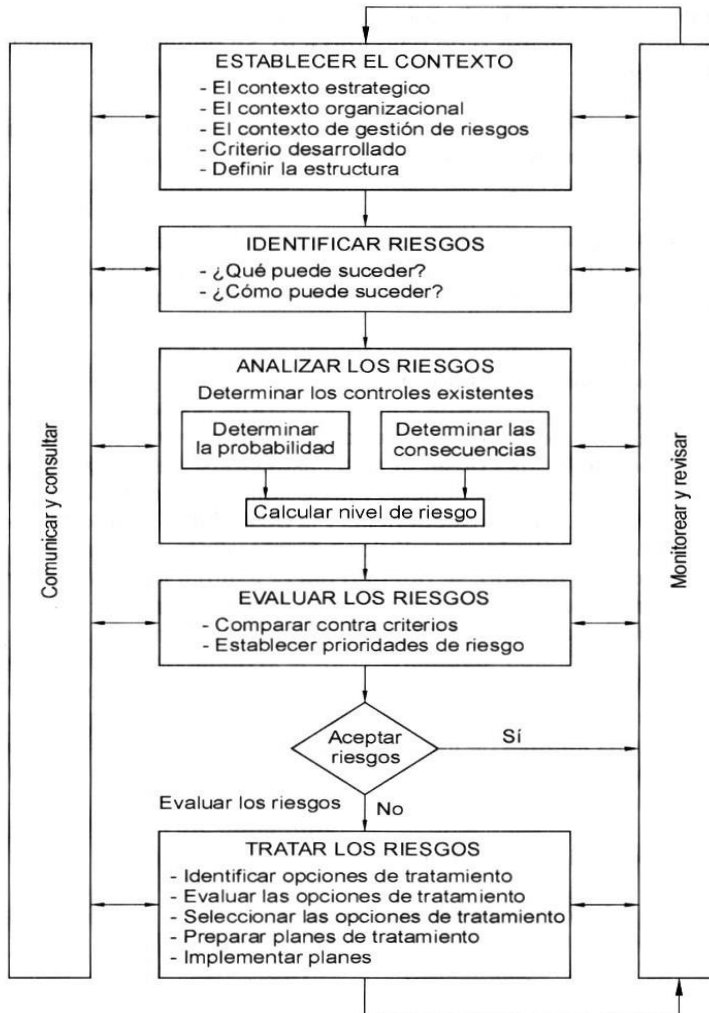 ESTABLECER EL CONTEXTO
- El contexto estrategico
- El contexto organizacional
- El contexto de gestión de riesgos
- Criterio desarrollado
- Definir la estructura
IDENTIFICAR RIESGOS
- ¿Qué puede suceder?
- ¿Cómo puede suceder?
ANALIZAR LOS RIESGOS
Determinar los controles existentes
Determinar
la probabilidad
Determinar las
consecuencias
Calcular nivel de riesgo
EVALUAR LOS RIESGOS
- Comparar contra criterios
- Establecer prioridades de riesgo
Aceptar
riesgos
Sí
Evaluar los riesgos
No
TRATAR LOS RIESGOS
- Identificar opciones de tratamiento
- Evaluar las opciones de tratamiento
- Seleccionar las opciones de tratamiento
- Preparar planes de tratamiento
- Implementar planes
Comunicar y consultar
Monitorear y revisar